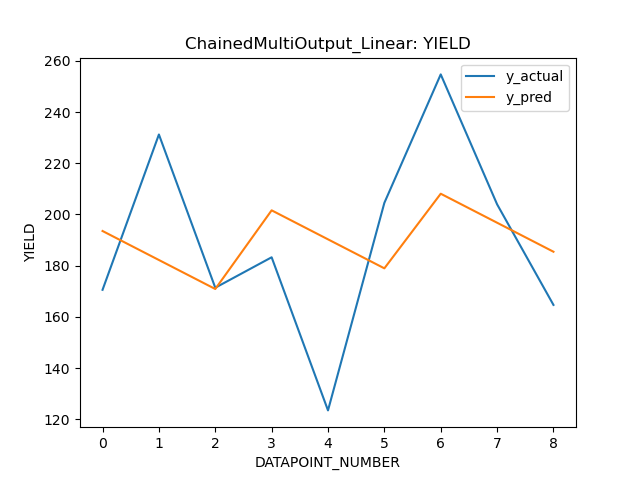 ChainedMultiOutput_Linear: YIELD
y_actual
y_pred
YIELD
260
240
220
200
180
160
140
120
0 1 2 3 4 5 6 7 8
DATAPOINT_NUMBER